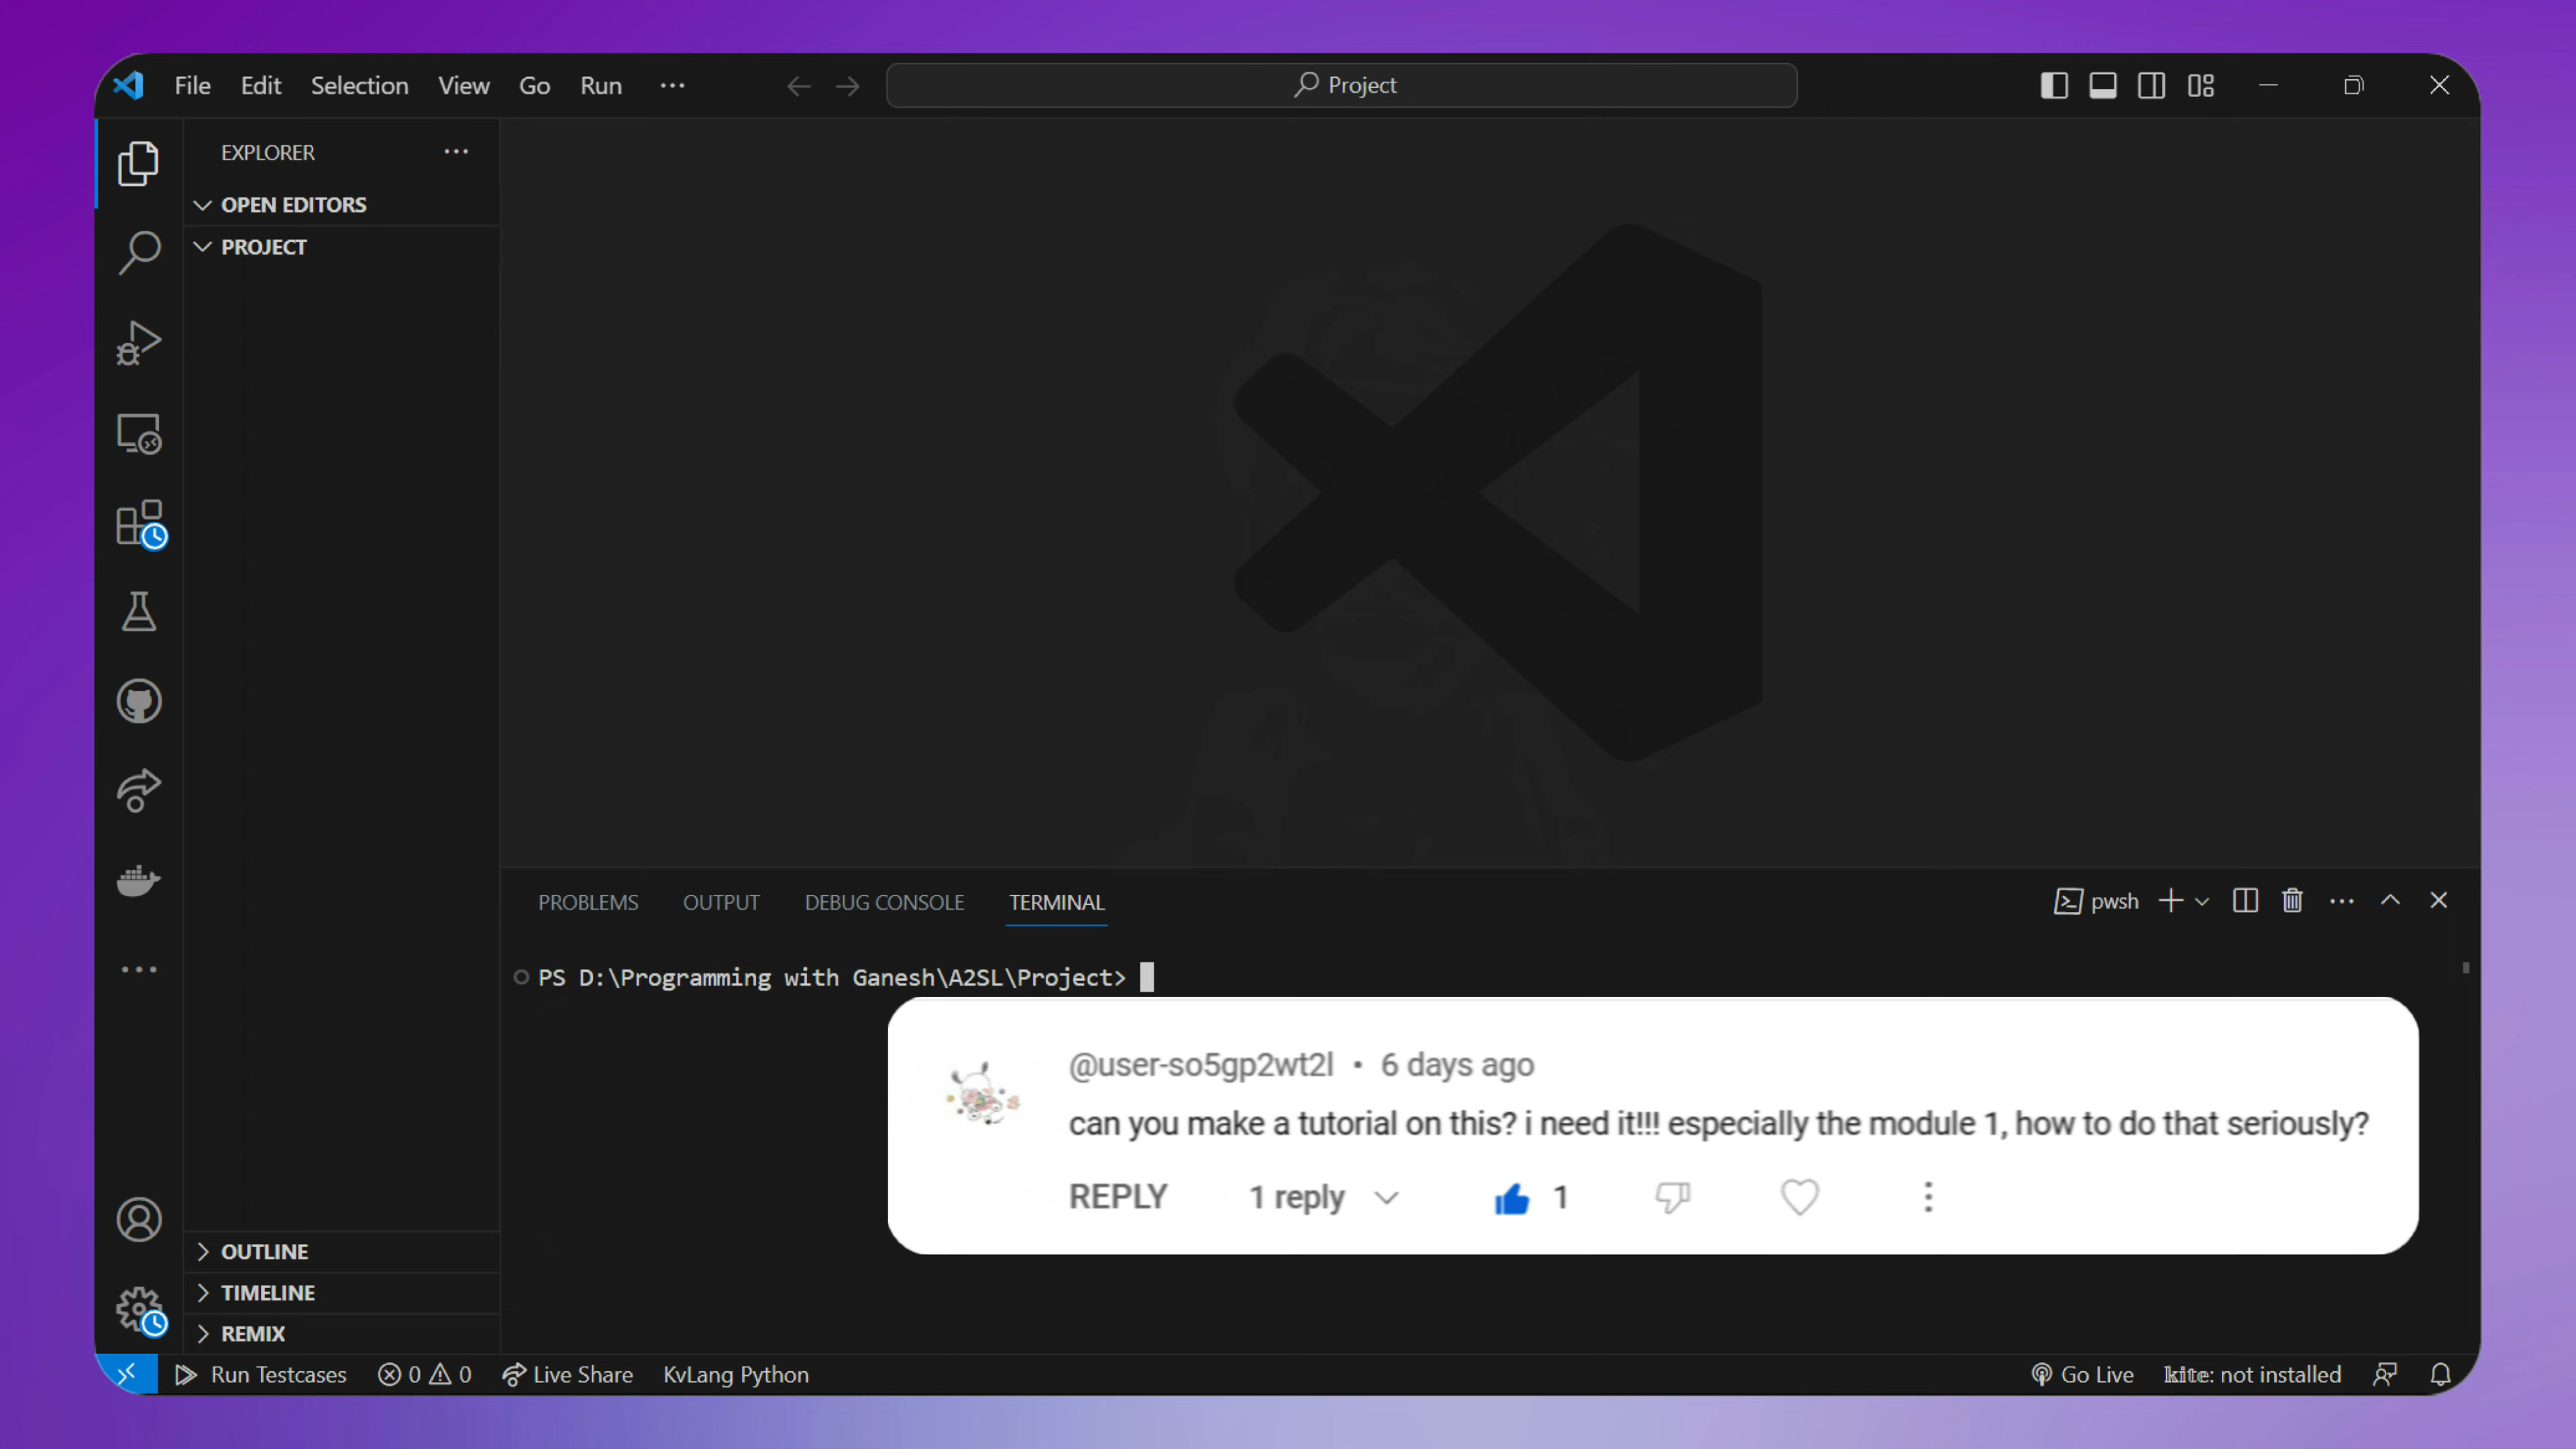 File Edit Selection View Go Run ...
Project
EXPLORER ...
OPEN EDITORS
PROJECT
PROBLEMS OUTPUT DEBUG CONSOLE TERMINAL
pwsh
PS D:\Programming with Ganesh\A2SL\Project>
@user-so5gp2wt2l • 6 days ago
can you make a tutorial on this? i need it!!! especially the module 1, how to do that seriously?
REPLY 1 reply 1
OUTLINE
TIMELINE
REMIX
Run Testcases 0 0 Live Share KvLang Python Go Live kite: not installed